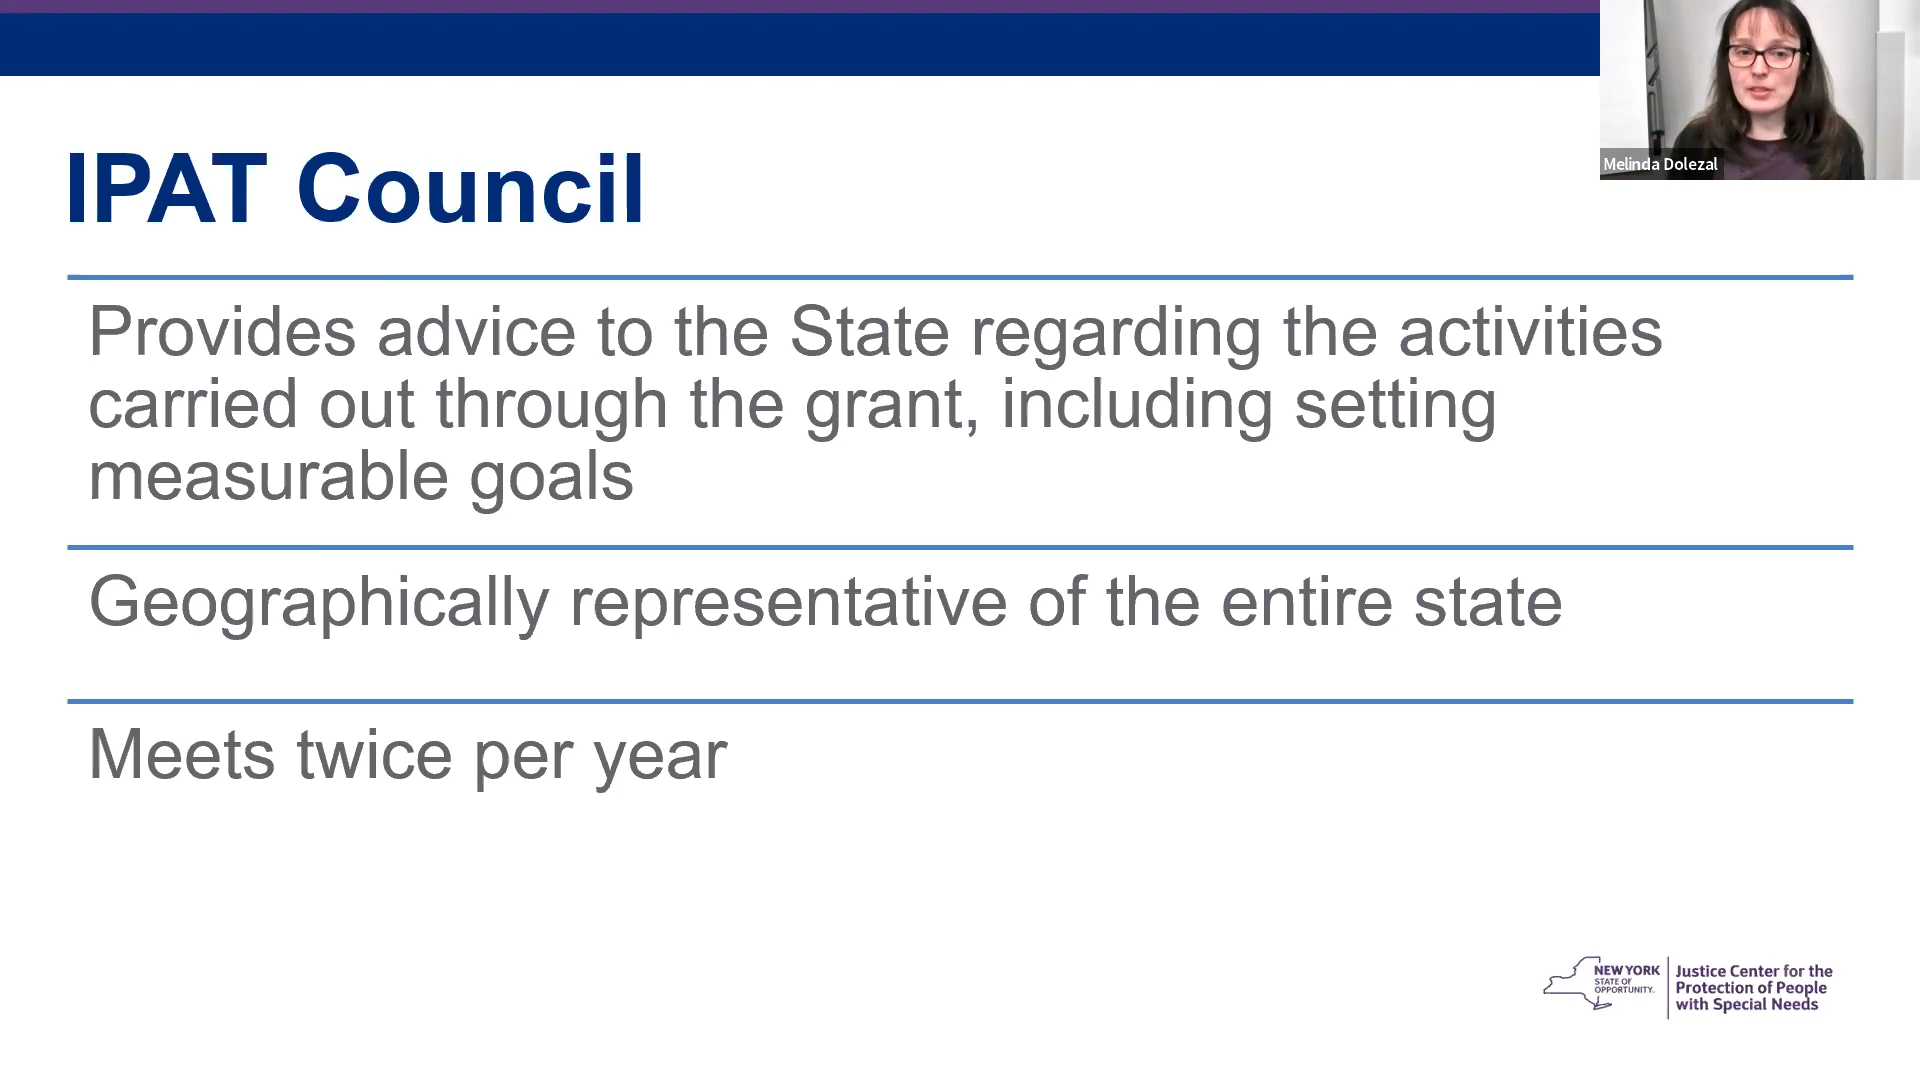 Melinda Dolezal
IPAT Council
Provides advice to the State regarding the activities
carried out through the grant, including setting
measurable goals
Geographically representative of the entire state
Meets twice per year
NEW YORK
STATE OF
OPPORTUNITY.
Justice Center for the
Protection of People
with Special Needs